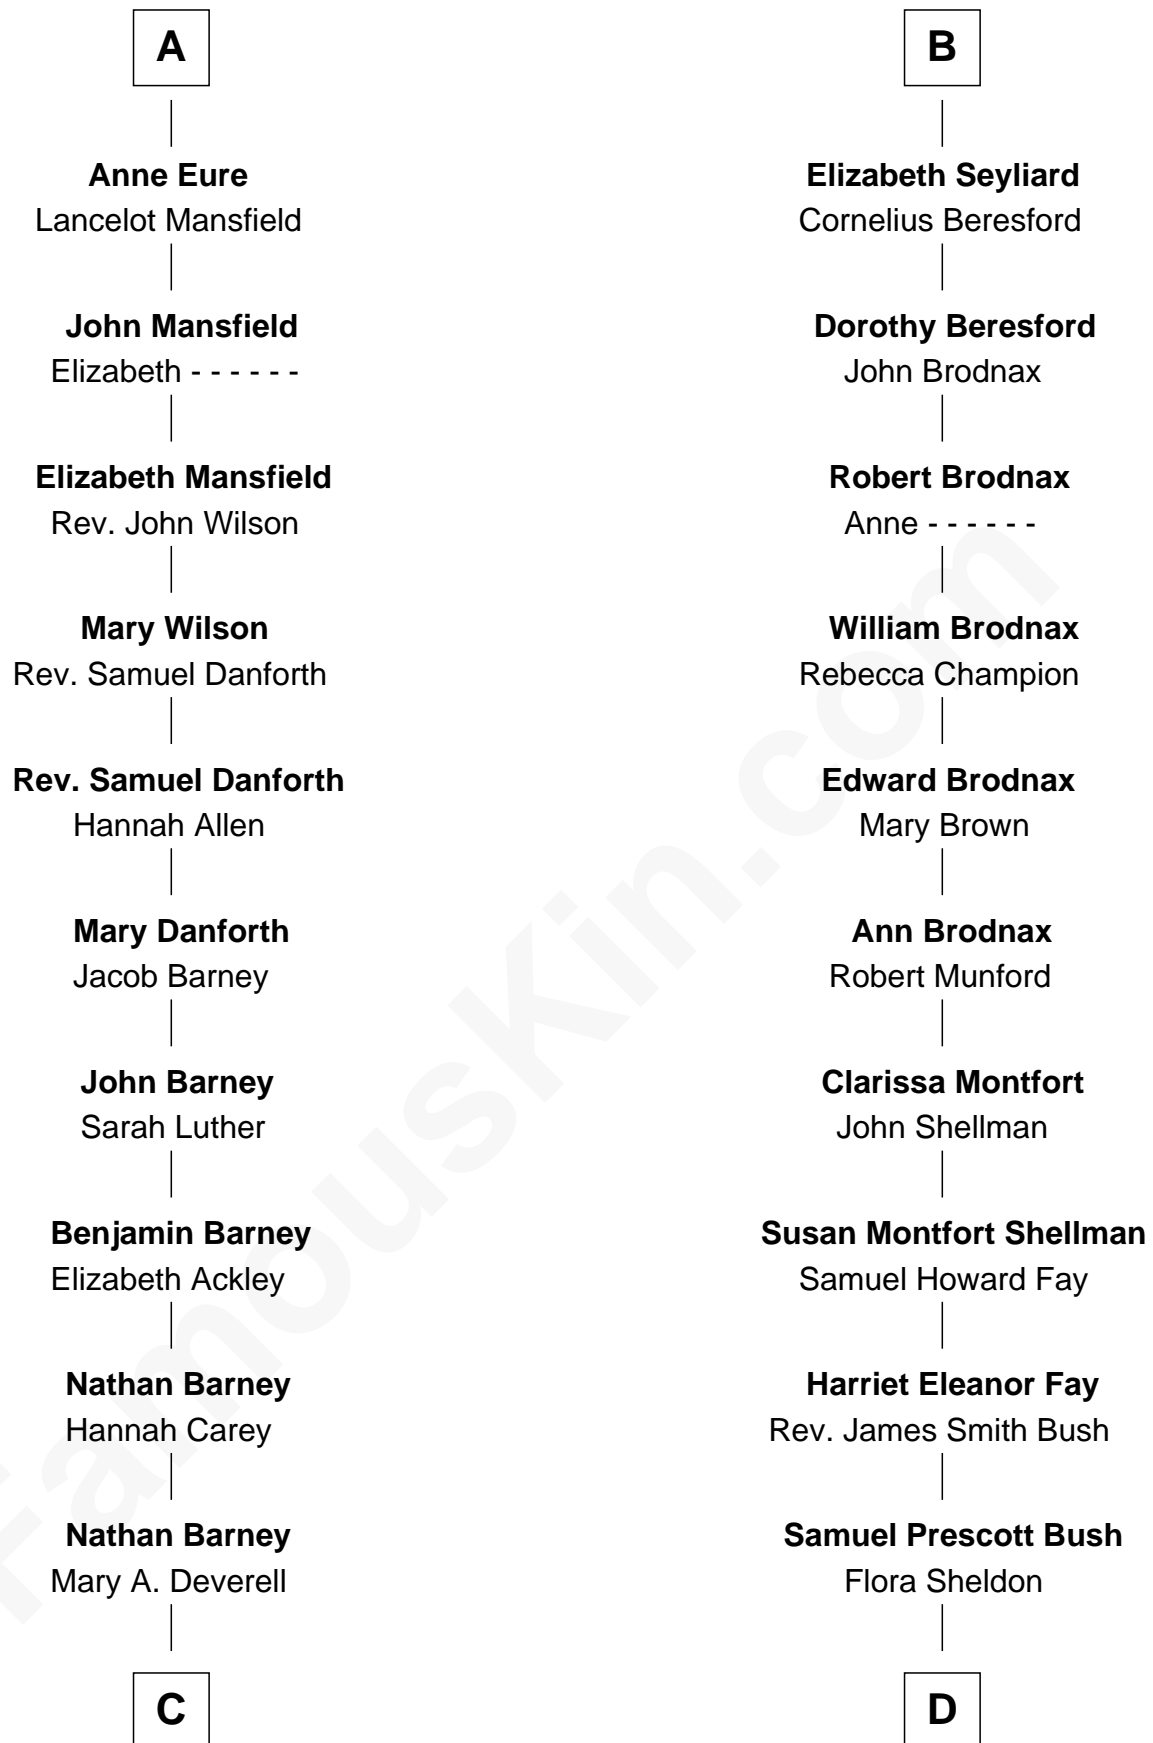 A
Anne Eure
Lancelot Mansfield
John Mansfield
Elizabeth - - - - - -
Elizabeth Mansfield
Rev. John Wilson
Mary Wilson
Rev. Samuel Danforth
Rev. Samuel Danforth
Hannah Allen
Mary Danforth
Jacob Barney
John Barney
Sarah Luther
Benjamin Barney
Elizabeth Ackley
Nathan Barney
Hannah Carey
Nathan Barney
Mary A. Deverell
C
B
Elizabeth Seyliard
Cornelius Beresford
Dorothy Beresford
John Brodnax
Robert Brodnax
Anne - - - - - -
William Brodnax
Rebecca Champion
Edward Brodnax
Mary Brown
Ann Brodnax
Robert Munford
Clarissa Montfort
John Shellman
Susan Montfort Shellman
Samuel Howard Fay
Harriet Eleanor Fay
Rev. James Smith Bush
Samuel Prescott Bush
Flora Sheldon
D
FamousKin.com